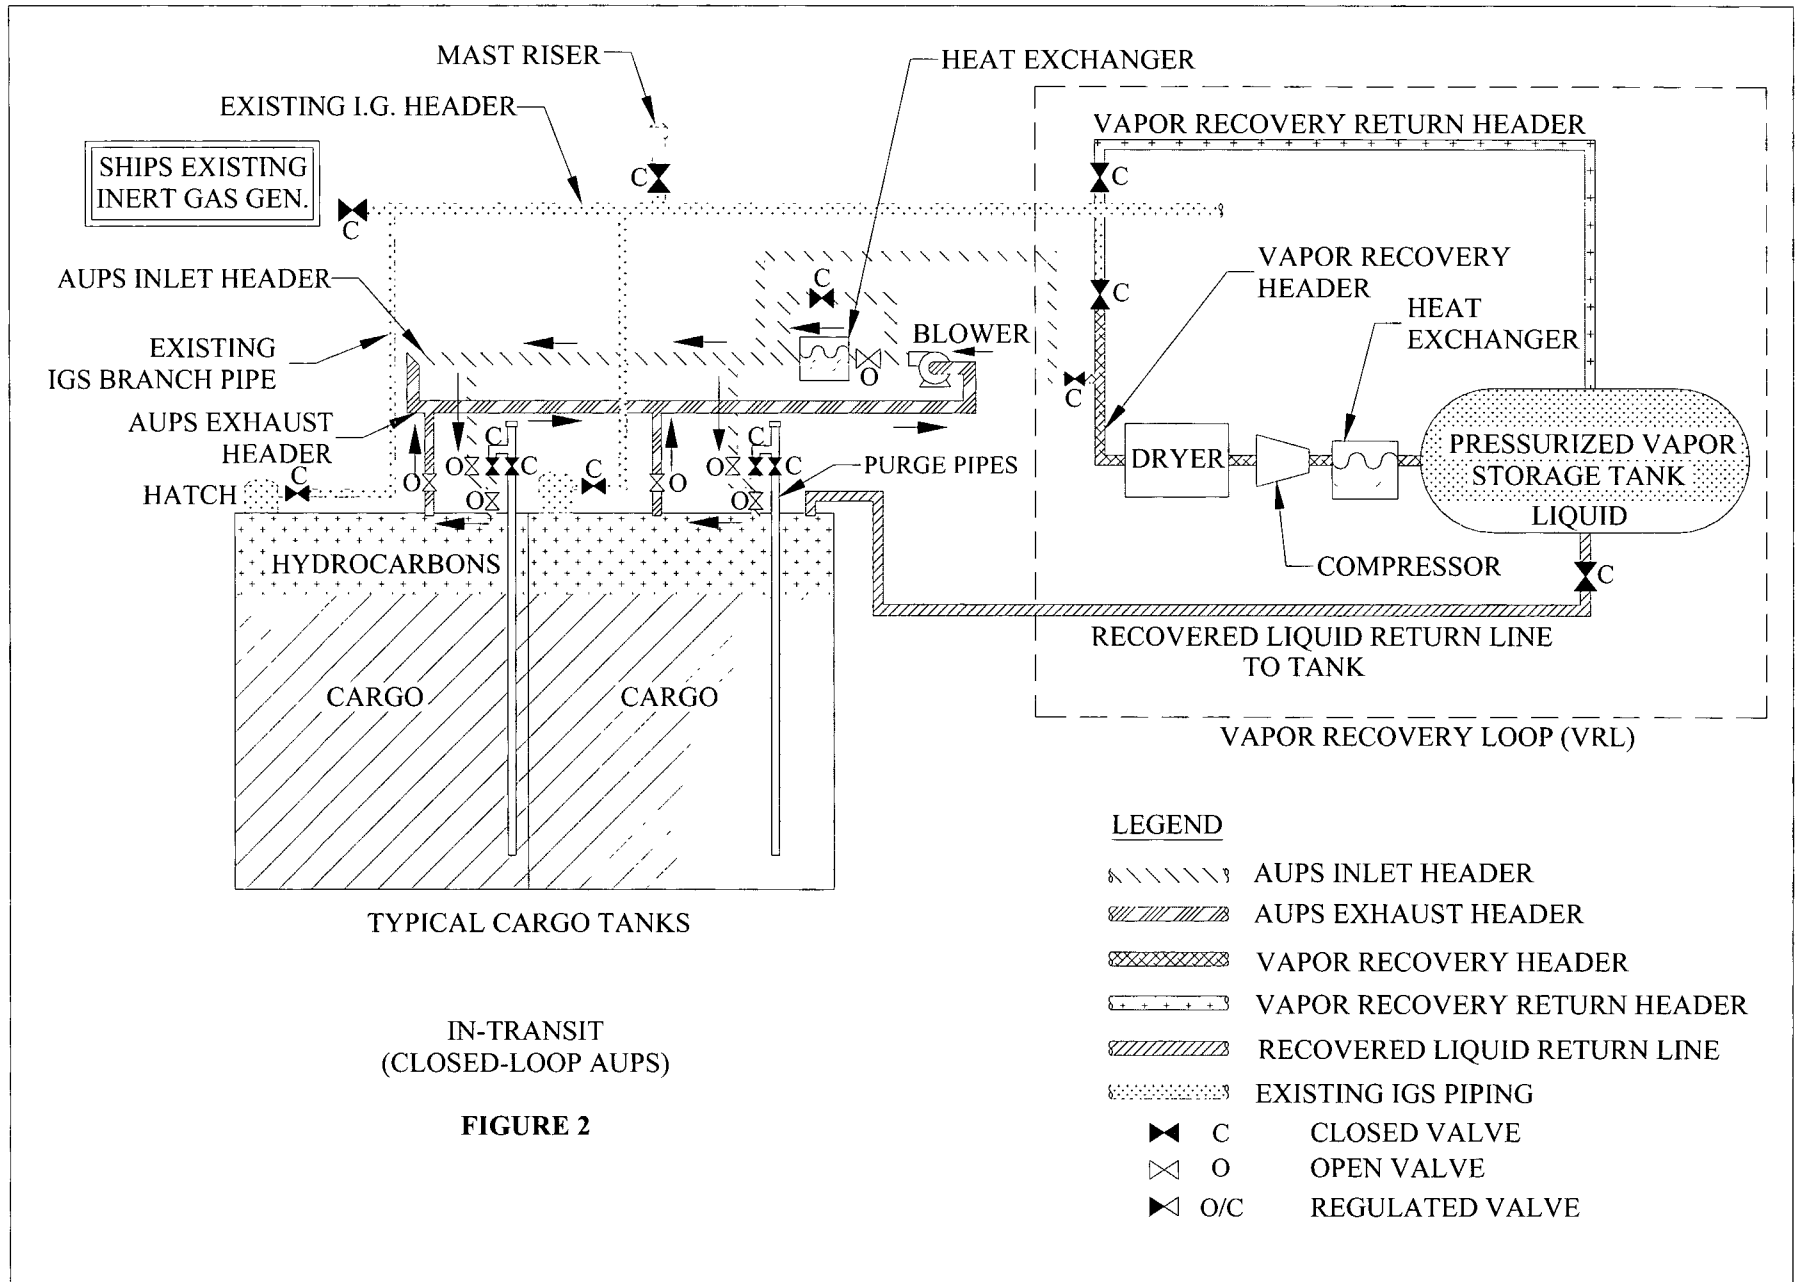 MAST RISER
HEAT EXCHANGER
EXISTING I.G. HEADER
VAPOR RECOVERY RETURN HEADER
SHIPS EXISTING
INERT GAS GEN.
C
C
C
C
C
C
AUPS INLET HEADER
VAPOR RECOVERY
HEADER
HEAT
EXCHANGER
BLOWER
EXISTING
IGS BRANCH PIPE
O
C
AUPS EXHAUST
HEADER
C
C
O
C
O
C
PURGE PIPES
DRYER
PRESSURIZED VAPOR
STORAGE TANK
LIQUID
HATCH
C
O
O
C
O
O
HYDROCARBONS
COMPRESSOR
C
RECOVERED LIQUID RETURN LINE
TO TANK
CARGO
CARGO
VAPOR RECOVERY LOOP (VRL)
LEGEND
AUPS INLET HEADER
AUPS EXHAUST HEADER
VAPOR RECOVERY HEADER
VAPOR RECOVERY RETURN HEADER
RECOVERED LIQUID RETURN LINE
EXISTING IGS PIPING
C CLOSED VALVE
O OPEN VALVE
O/C REGULATED VALVE
TYPICAL CARGO TANKS
IN-TRANSIT
(CLOSED-LOOP AUPS)
FIGURE 2